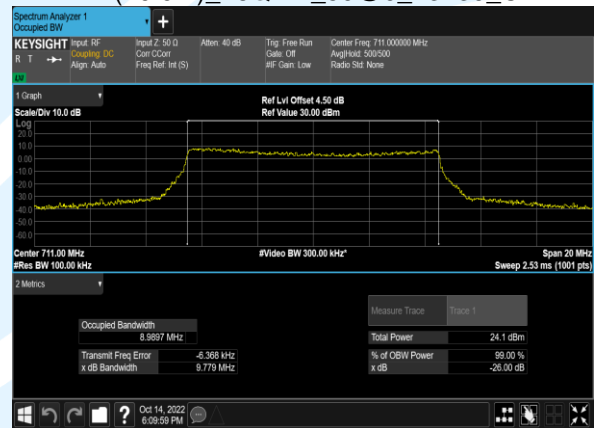 Spectrum Analyzer 1
Occupied BW
+
KEYSIGHT
R T
Input: RF
Coupling: DC
Align: Auto
Input Z: 50 Ω
Corr CCorr
Freq Ref: Int (S)
Atten: 40 dB
Trig: Free Run
Gate: Off
#IF Gain: Low
Center Freq: 711.000000 MHz
Avg|Hold: 500/500
Radio Std: None
1 Graph
Scale/Div 10.0 dB
Ref Lvl Offset 4.50 dB
Ref Value 30.00 dBm
Log
20.0
10.0
0.00
-10.0
-20.0
-30.0
-40.0
-50.0
-60.0
Center 711.00 MHz
#Video BW 300.00 kHz*
Span 20 MHz
#Res BW 100.00 kHz
Sweep 2.53 ms (1001 pts)
2 Metrics
Measure Trace
Trace 1
Occupied Bandwidth
8.9897 MHz
Total Power
24.1 dBm
Transmit Freq Error
-6.368 kHz
% of OBW Power
99.00 %
x dB Bandwidth
9.779 MHz
x dB
-26.00 dB
?
Oct 14, 2022
6:09:59 PM